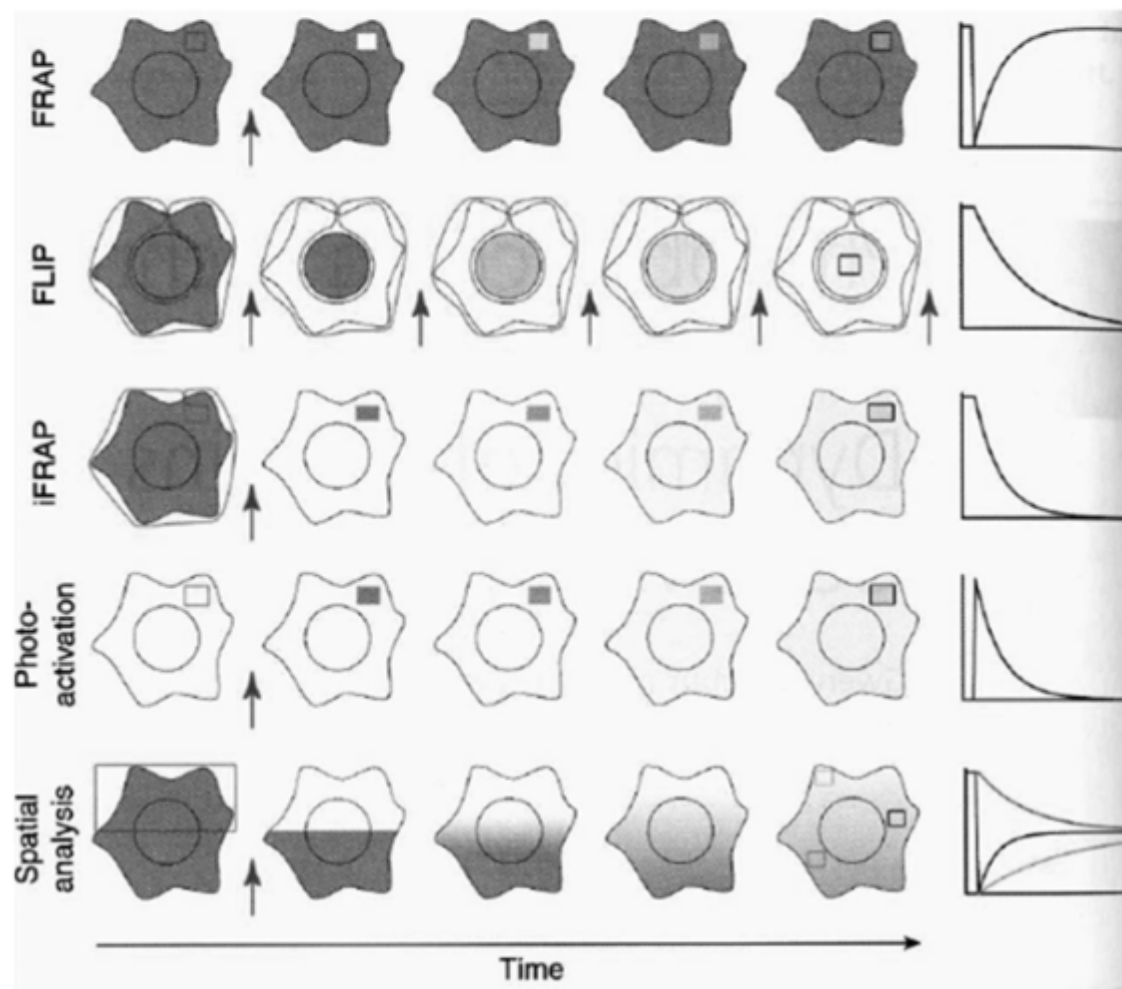 FRAP
FLIP
iFRAP
Photo-
activation
Spatial
analysis
Time